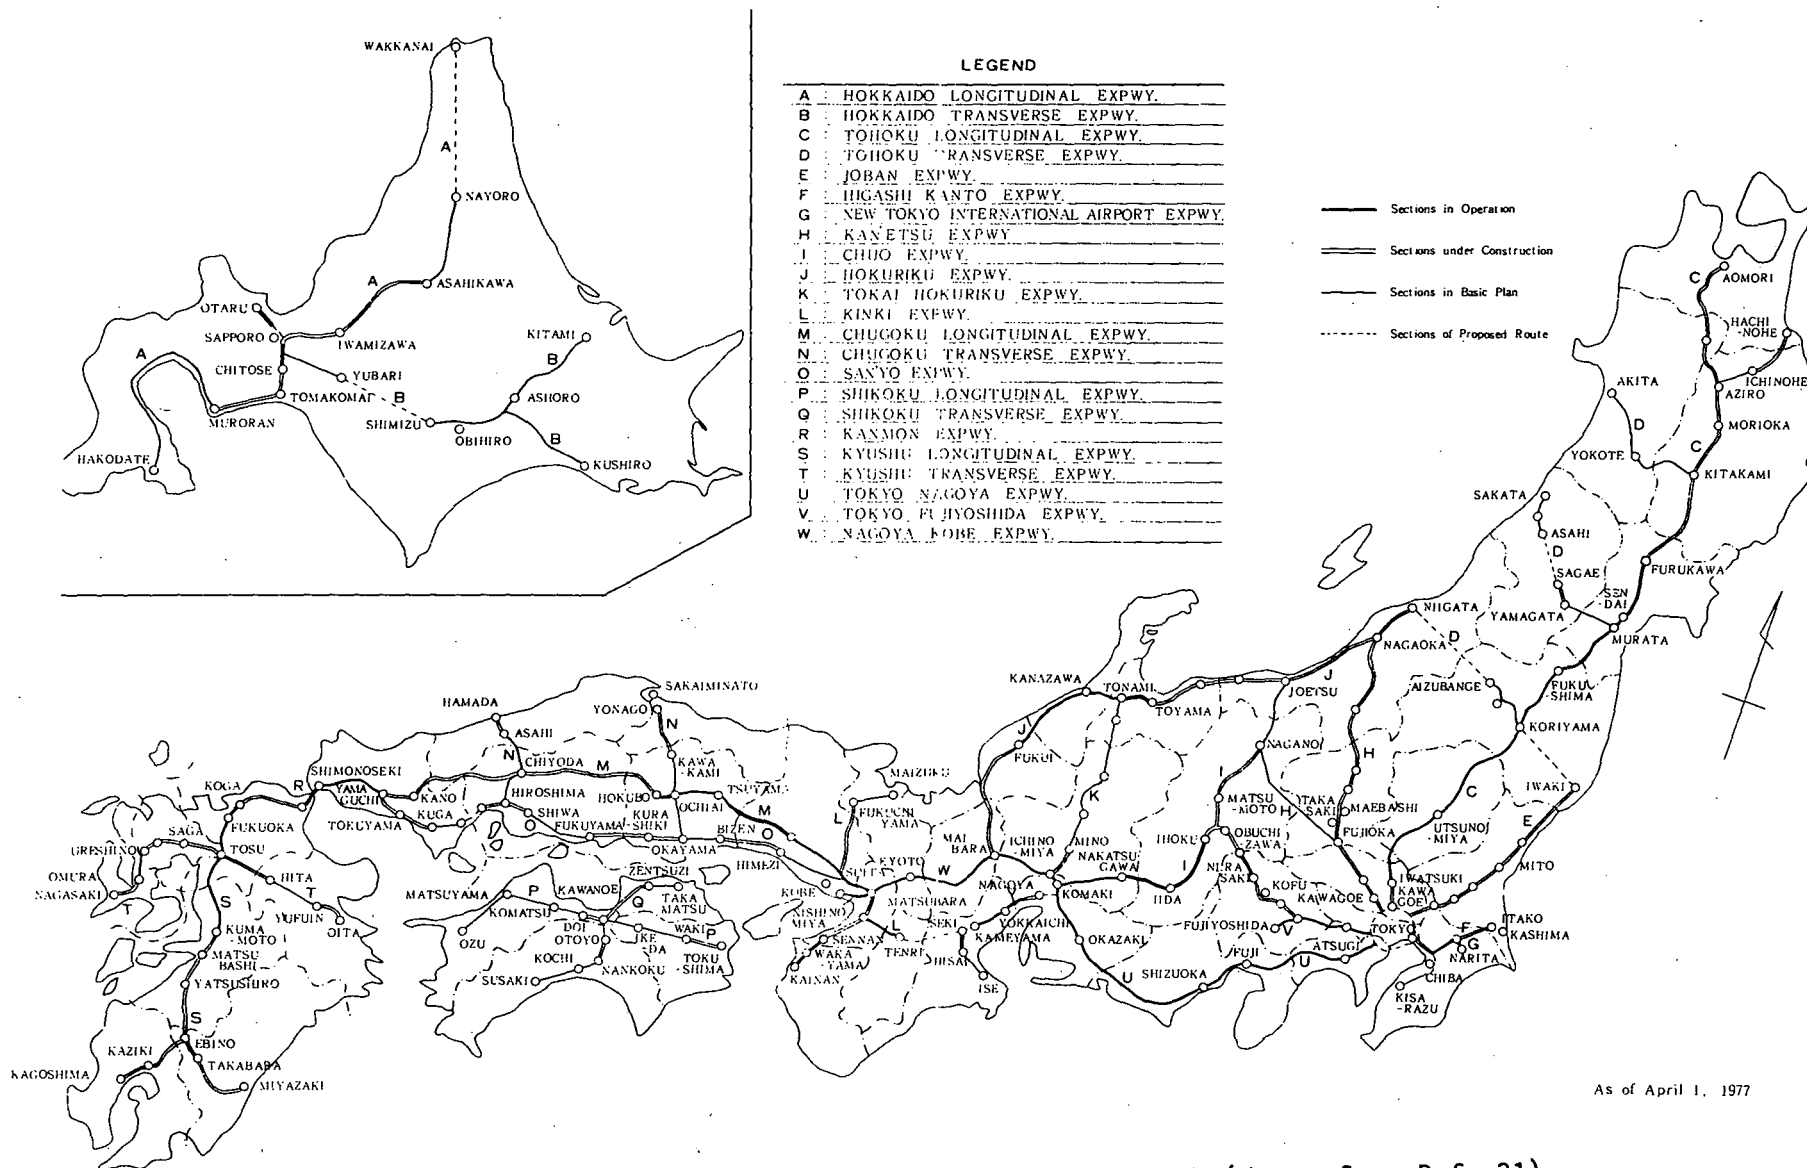 WAKKANAI
A
NAYORO
A
ASAHIKAWA
OTARU
SAPPORO
IWAMIZAWA
KITAMI
A
B
CHITOSE
YUBARI
B
ASHORO
TOMAKOMAI
SHIMIZU
MURORAN
OBIHIRO
B
HAKODATE
KUSHIRO
LEGEND
A : HOKKAIDO LONGITUDINAL EXPWY.
B : HOKKAIDO TRANSVERSE EXPWY.
C : TOHOKU LONGITUDINAL EXPWY.
D : TOHOKU TRANSVERSE EXPWY.
E : JOBAN EXPWY.
F : HIGASHI KANTO EXPWY.
G : NEW TOKYO INTERNATIONAL AIRPORT EXPWY.
H : KANETSU EXPWY
I : CHUO EXPWY.
J : HOKURIKU EXPWY.
K : TOKAI HOKURIKU EXPWY.
L : KINKI EXPWY.
M : CHUGOKU LONGITUDINAL EXPWY.
N : CHUGOKU TRANSVERSE EXPWY.
O : SANYO EXPWY.
P : SHIKOKU LONGITUDINAL EXPWY.
Q : SHIKOKU TRANSVERSE EXPWY.
R : KANMON EXPWY.
S : KYUSHU LONGITUDINAL EXPWY.
T : KYUSHU TRANSVERSE EXPWY.
U : TOKYO NAGOYA EXPWY.
V : TOKYO FUJIYOSHIDA EXPWY.
W : NAGOYA KOBE EXPWY.
Sections in Operation
Sections under Construction
Sections in Basic Plan
Sections of Proposed Route
C
AOMORI
HACHI
-NOHE
ICHINOHE
AKITA
AZIRO
D
MORIOKA
YOKOTE
C
KITAKAMI
SAKATA
ASAHI
D
SAGAE
FURUKAWA
YAMAGATA
SEN
DAI
MURATA
NIIGATA
NAGAOKA
D
AIZUBANGE
FUKU
-SHIMA
KORIYAMA
IWAKI
J
JOETSU
KANAZAWA
TONAMI
TOYAMA
J
FUKUI
NAGANO
H
K
I
MATSU
-MOTO
H
TAKA
SAKI
MAEBASHI
FUJIOKA
C
UTSUNO
MIYA
E
MITO
IHOKU
OBUCHI
ZAWA
NIRA
SAKI
KOFU
KAWAGOE
IWATSUKI
KAWA
GOE
FUJIYOSHIDA
V
TOKYO
F
ITAKO
KASHIMA
G
NARITA
ATSUGI
CHIBA
KISA
-RAZU
FUJI
U
SHIZUOKA
U
OKAZAKI
IIDA
I
NAKATSU
GAWA
MINO
ICHINO
MIYA
MAI
BARA
NAGOYA
KOMAKI
YOKKAICHI
SEKI
KAMEYAMA
HISAI
ISE
W
MATSUBARA
KYOTO
SUITA
KOBE
NISHINO
MIYA
SENNAN
WAKA
-YAMA
KAINAN
L
TENRI
MAIZURU
FUKUCHI
YAMA
L
HIMEZI
SAKAIMINATO
YONAGO
N
KAWA
-KAMI
TSUYAMA
M
OCHIAI
HOKUBO
KURA
-SHIKI
BIZEN
O
OKAYAMA
HAMADA
ASAHI
N
CHIYODA
M
HIROSHIMA
SHIWA
O
FUKUYAMA
KANO
KUGA
TOKUYAMA
YAMA
GUCHI
SHIMONOSEKI
R
KOGA
FUKUOKA
SAGA
TOSU
URESHINO
OMURA
NAGASAKI
T
HITA
T
YUFUIN
OITA
S
KUMA
-MOTO
MATSU
BASHI
YATSUSHIRO
S
EBINO
KAZIKI
TAKABARA
KAGOSHIMA
MIYAZAKI
MATSUYAMA
P
KAWANOE
ZENTSUZI
Q
TAKA
MATSU
KOMATSU
OZU
DOI
OTOYO
IKE
DA
WAKI
P
TOKU
-SHIMA
KOCHI
NANKOKU
SUSAKI
As of April 1, 1977